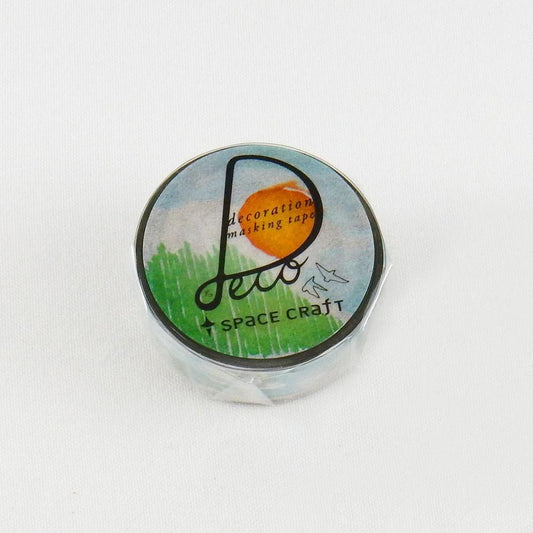 decoration
masking tape
Deco
SPaCE CRafT